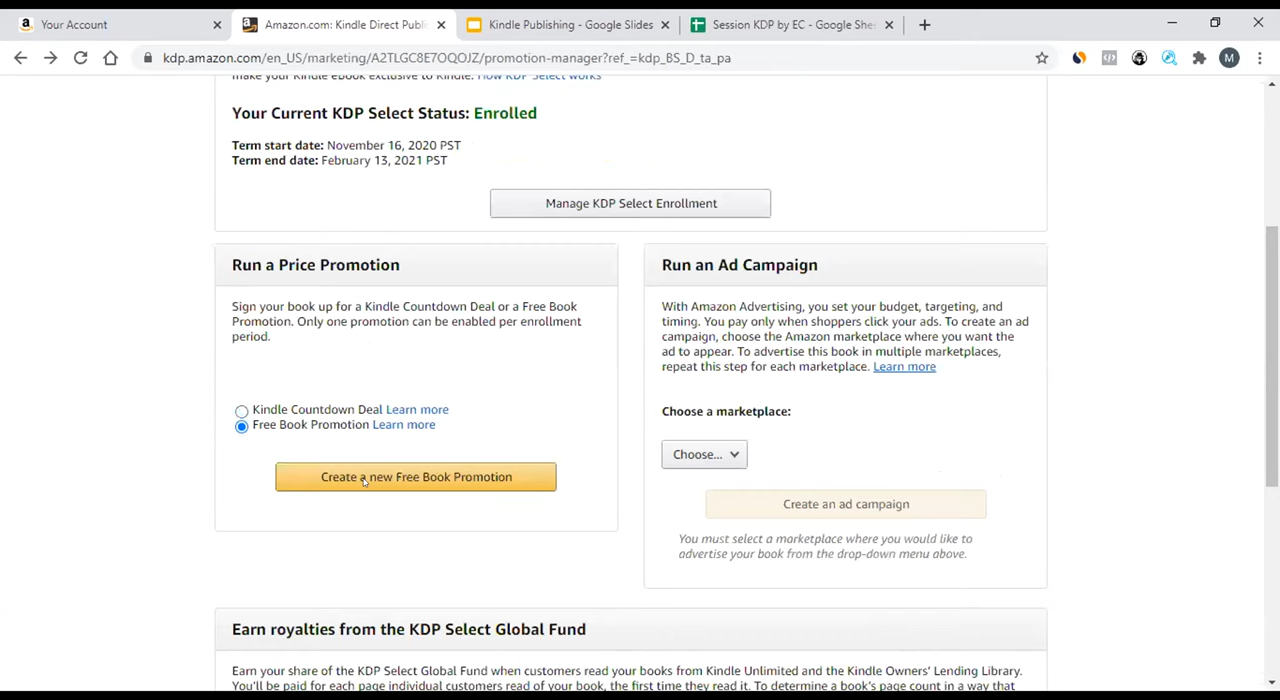 Your Account
Amazon.com: Kindle Direct Publi
Kindle Publishing - Google Slides
Session KDP by EC - Google She
kdp.amazon.com/en_US/marketing/A2TLGC8E7OQOJZ/promotion-manager?ref_=kdp_BS_D_ta_pa
M
make your Kindle eBook exclusive to Kindle. How KDP Select works
Your Current KDP Select Status: Enrolled
Term start date: November 16, 2020 PST
Term end date: February 13, 2021 PST
Manage KDP Select Enrollment
Run a Price Promotion
Sign your book up for a Kindle Countdown Deal or a Free Book
Promotion. Only one promotion can be enabled per enrollment
period.
Kindle Countdown Deal Learn more
Free Book Promotion Learn more
Create a new Free Book Promotion
Run an Ad Campaign
With Amazon Advertising, you set your budget, targeting, and
timing. You pay only when shoppers click your ads. To create an ad
campaign, choose the Amazon marketplace where you want the
ad to appear. To advertise this book in multiple marketplaces,
repeat this step for each marketplace. Learn more
Choose a marketplace:
Choose...
Create an ad campaign
You must select a marketplace where you would like to
advertise your book from the drop-down menu above.
Earn royalties from the KDP Select Global Fund
Earn your share of the KDP Select Global Fund when customers read your books from Kindle Unlimited and the Kindle Owners' Lending Library.
You'll be paid for each page individual customers read of your book, the first time they read it. To determine a book's page count in a way that